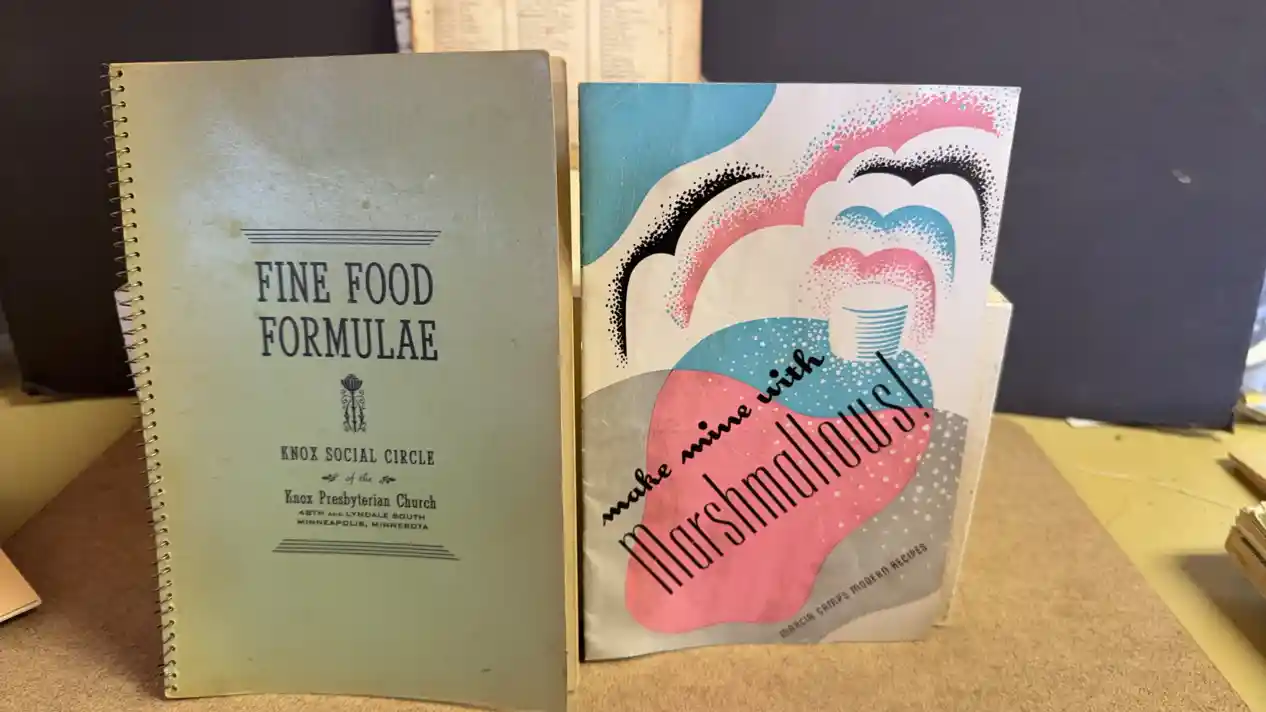 FINE FOOD
FORMULAE
KNOX SOCIAL CIRCLE
of the
Knox Presbyterian Church
48TH AND LYNDALE SOUTH
MINNEAPOLIS, MINNESOTA
make mine with
Marshmallows!
MARCIA CAMP'S MODERN RECIPES